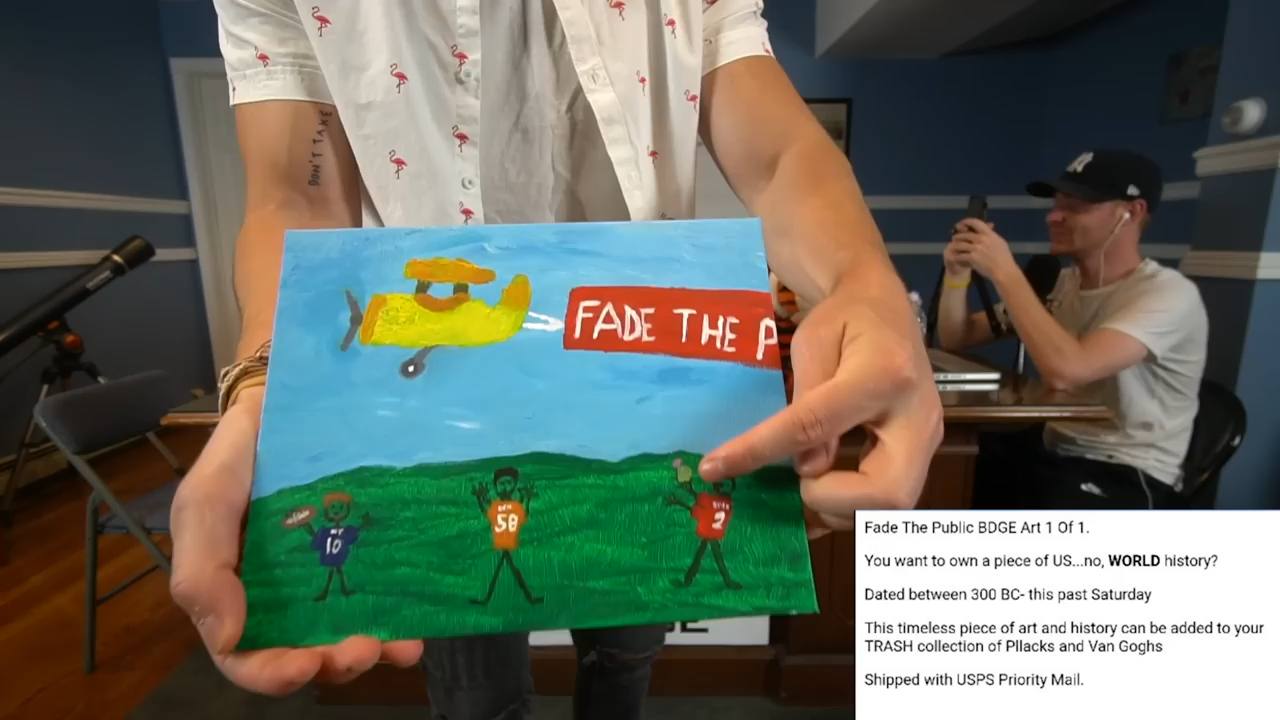 DON'T TAKE
FADE THE P
NY
10
DEN
58
2
Fade The Public BDGE Art 1 Of 1.
You want to own a piece of US...no, WORLD history?
Dated between 300 BC- this past Saturday
This timeless piece of art and history can be added to your
TRASH collection of Pllacks and Van Goghs
Shipped with USPS Priority Mail.